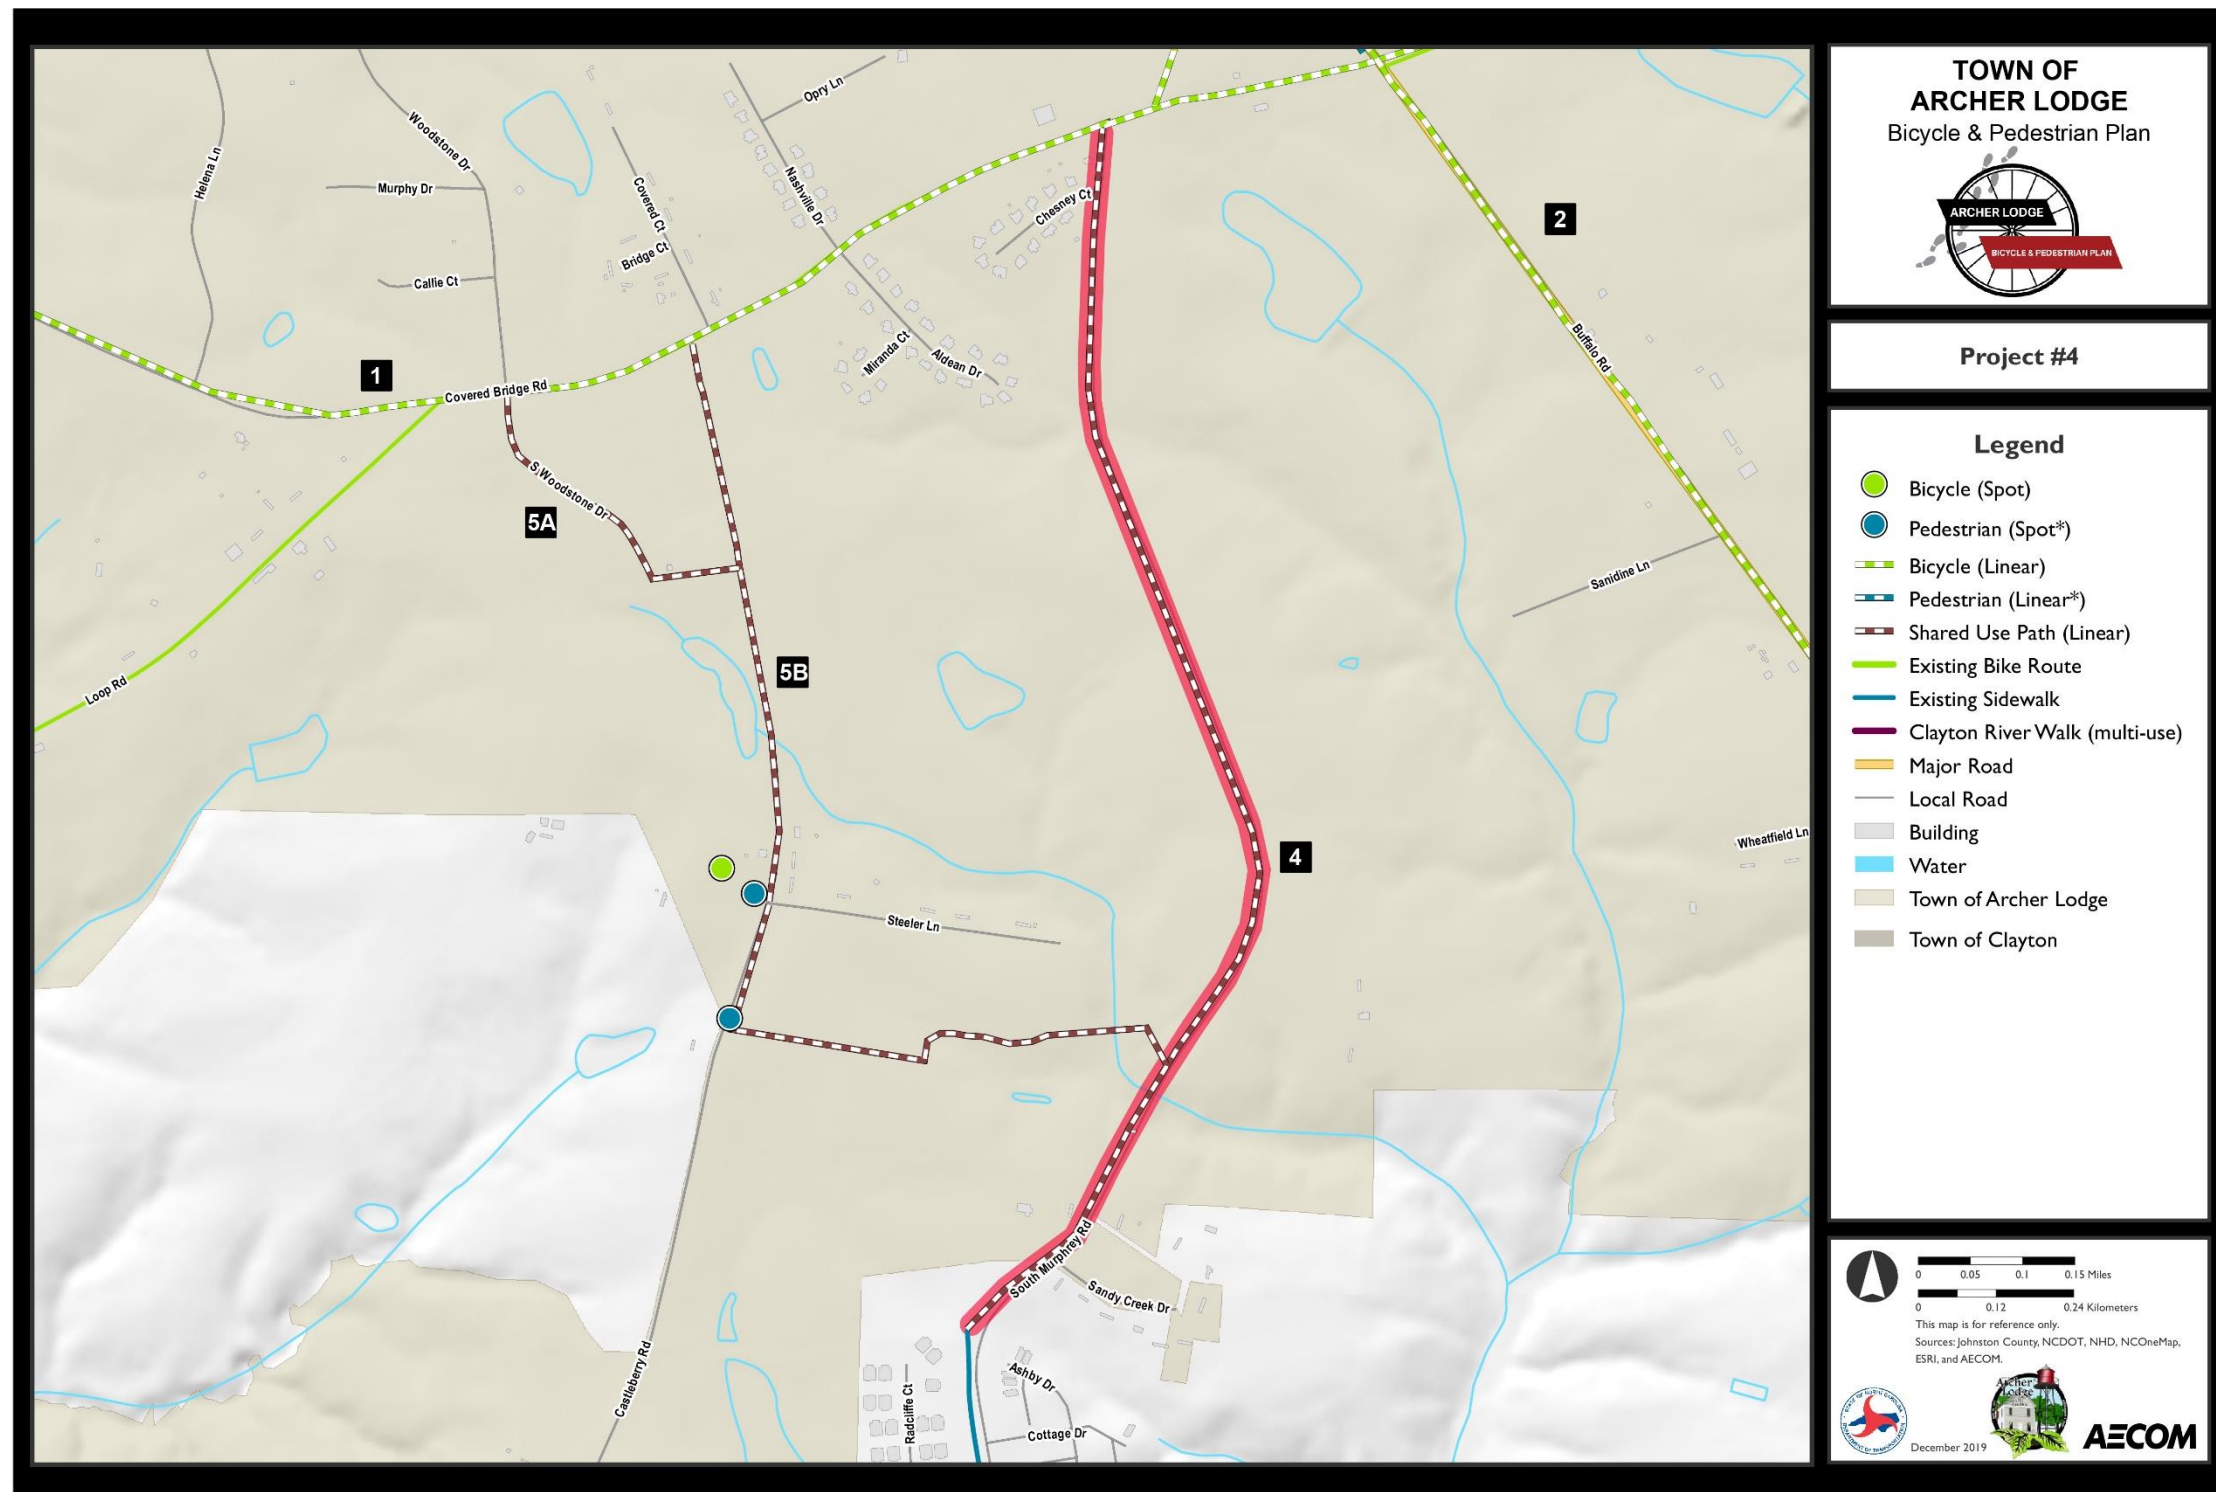 Opry Ln
Woodstone Dr
Helena Ln
Murphy Dr
Covered Ct
Nashville Dr
Chesney Ct
Bridge Ct
2
Callie Ct
Buffalo Rd
Miranda Ct
Aldean Dr
1
Covered Bridge Rd
S Woodstone Dr
5A
Sanidine Ln
5B
Loop Rd
Wheatfield Ln
4
Steeler Ln
South Murphrey Rd
Sandy Creek Dr
Castleberry Rd
Ashby Dr
Radcliffe Ct
Cottage Dr
TOWN OF
ARCHER LODGE
Bicycle & Pedestrian Plan
ARCHER LODGE
BICYCLE & PEDESTRIAN PLAN
Project #4
Legend
Bicycle (Spot)
Pedestrian (Spot*)
Bicycle (Linear)
Pedestrian (Linear*)
Shared Use Path (Linear)
Existing Bike Route
Existing Sidewalk
Clayton River Walk (multi-use)
Major Road
Local Road
Building
Water
Town of Archer Lodge
Town of Clayton
0 0.05 0.1 0.15 Miles
0 0.12 0.24 Kilometers
This map is for reference only.
Sources: Johnston County, NCDOT, NHD, NCOneMap,
ESRI, and AECOM.
Archer
Lodge
December 2019
AECOM